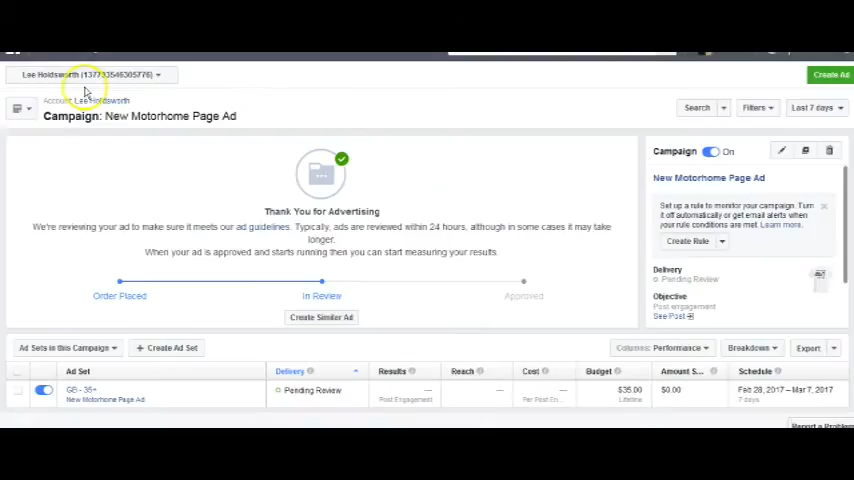 Lee Holdsworth (137793546305776)
Create Ad
Account: Lee Holdsworth
Campaign: New Motorhome Page Ad
Search
Filters
Last 7 days
Campaign On
Thank You for Advertising
We're reviewing your ad to make sure it meets our ad guidelines. Typically, ads are reviewed within 24 hours, although in some cases it may take
longer.
When your ad is approved and starts running then you can start measuring your results.
Order Placed
In Review
Approved
Create Similar Ad
New Motorhome Page Ad
Set up a rule to monitor your campaign. Turn
it off automatically or get email alerts when
your rule conditions are met. Learn more.
Create Rule
Delivery
Pending Review
Objective
Post engagement
See Post
Ad Sets in this Campaign
+ Create Ad Set
Columns: Performance
Breakdown
Export
Ad Set
Delivery
Results
Reach
Cost
Budget
Amount S...
Schedule
GB - 35+
New Motorhome Page Ad
Pending Review
—
Post Engagement
—
—
Per Post En...
$35.00
Lifetime
$0.00
Feb 28, 2017 – Mar 7, 2017
7 days
Report a Problem